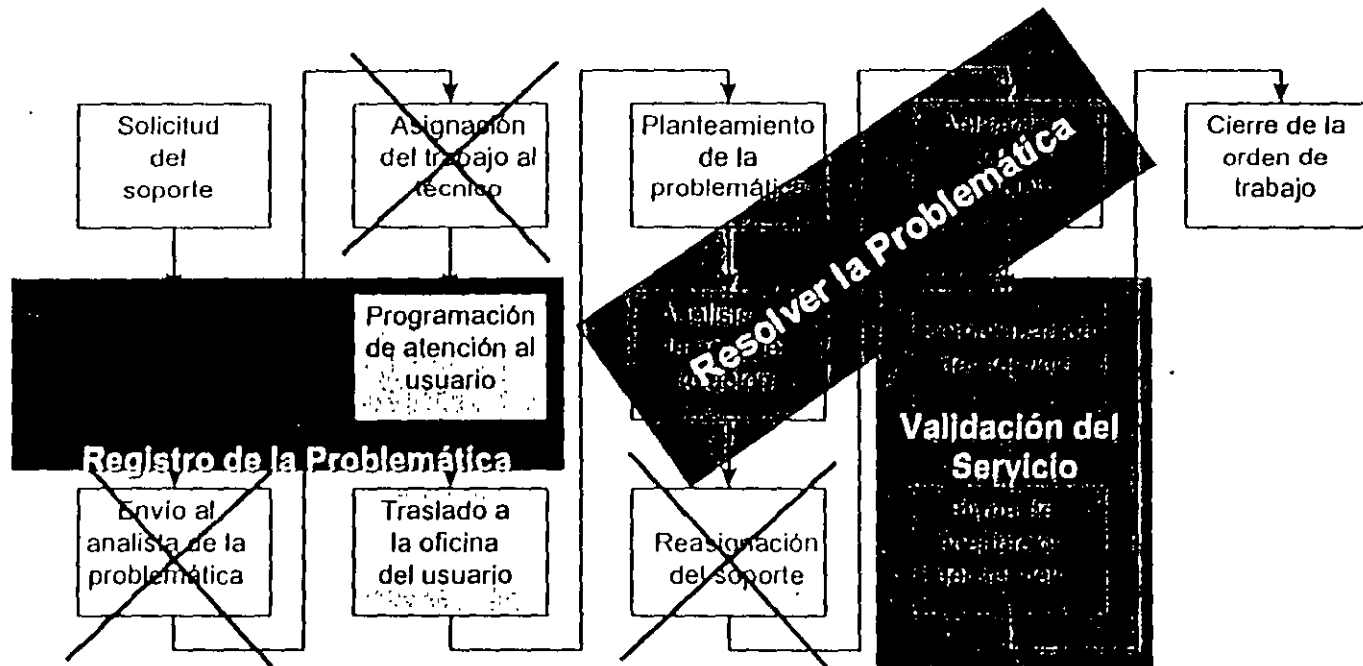 Solicitud
del
soporte
Asignación
del trabajo al
técnico
Planteamiento
de la
problemática
Cierre de la
orden de
trabajo
Resolver la Problemática
Programación
de atención al
usuario
Registro de la Problemática
Validación del
Servicio
Envío al
analista de la
problemática
Traslado a
la oficina
del usuario
Reasignación
del soporte